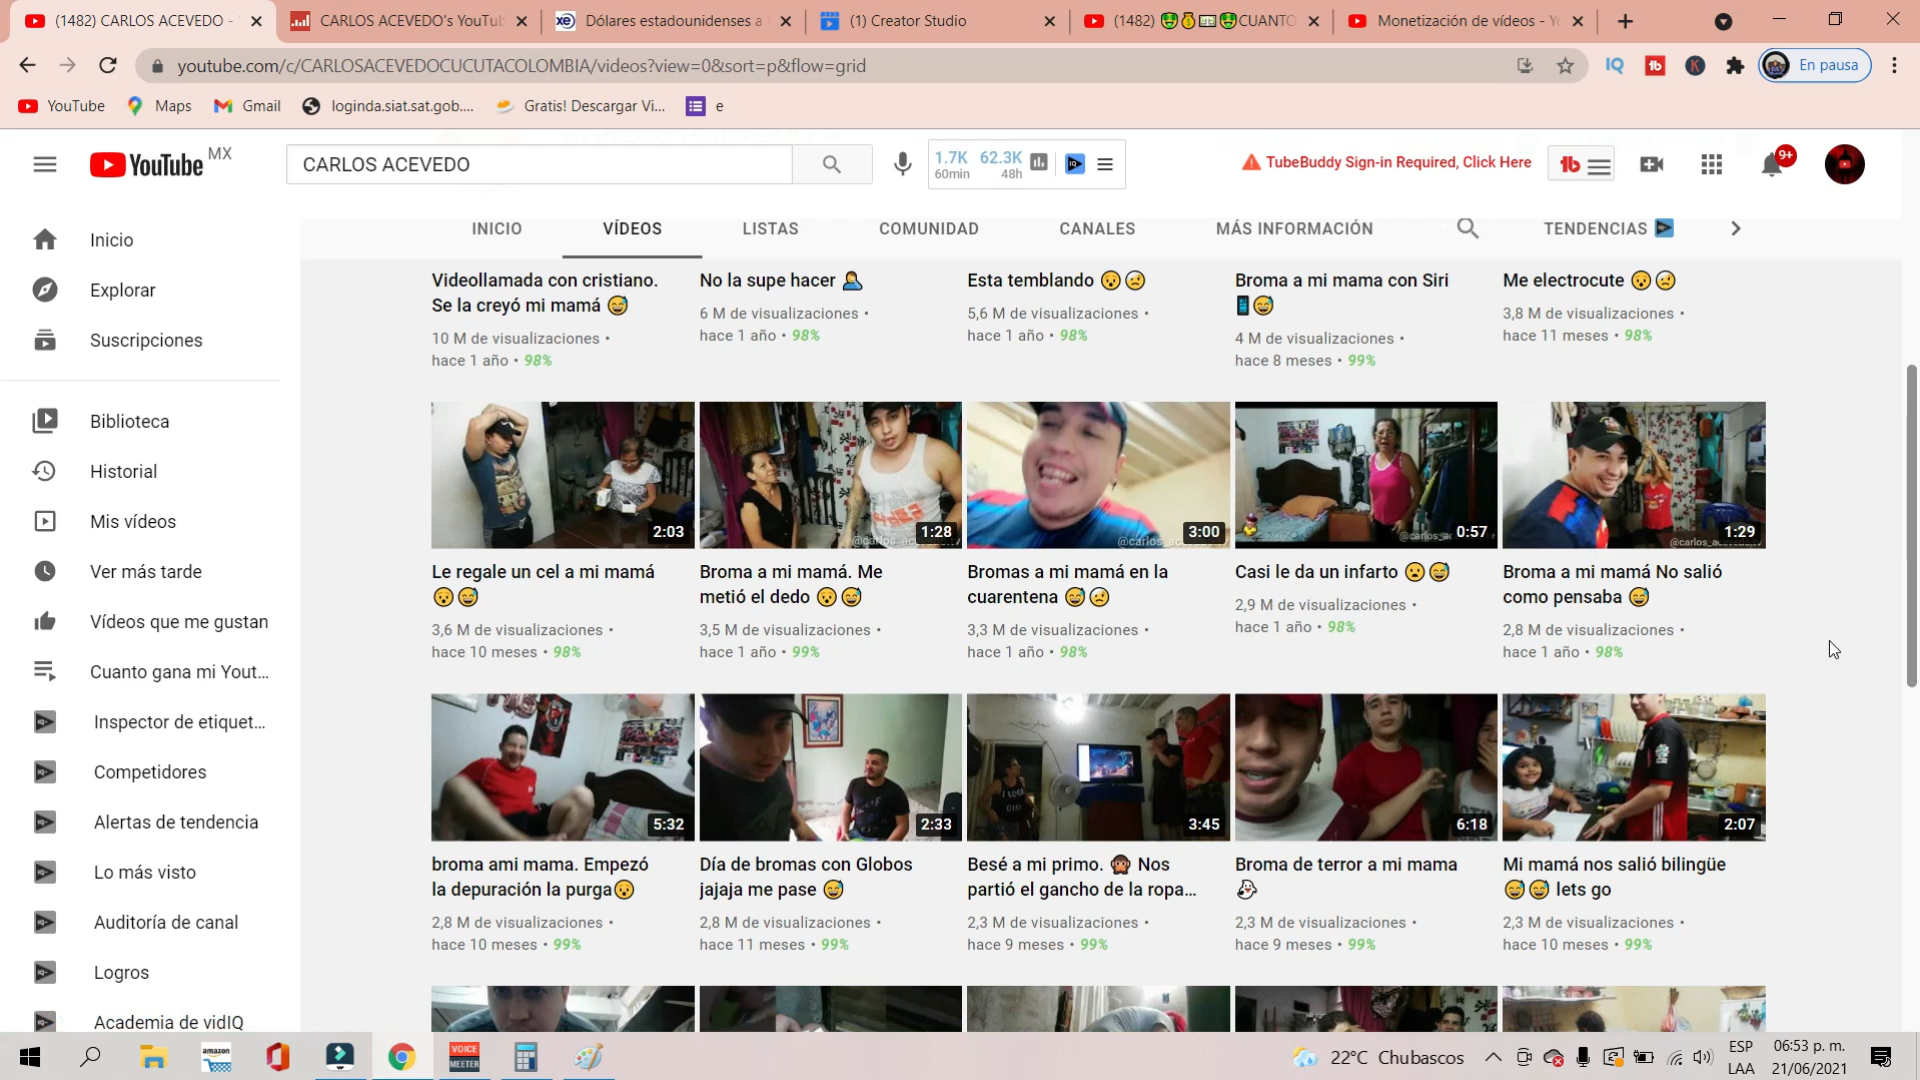 (1482) CARLOS ACEVEDO -
CARLOS ACEVEDO's YouTub
Dólares estadounidenses a
(1) Creator Studio
(1482) 🤑💰💵🤑CUANTO
Monetización de vídeos - Yo
youtube.com/c/CARLOSACEVEDOCUCUTACOLOMBIA/videos?view=0&sort=p&flow=grid
En pausa
YouTube
Maps
Gmail
loginda.siat.sat.gob....
Gratis! Descargar Vi...
e
YouTube MX
CARLOS ACEVEDO
1.7K 62.3K
60min 48h
TubeBuddy Sign-in Required, Click Here
9+
INICIO
VÍDEOS
LISTAS
COMUNIDAD
CANALES
MÁS INFORMACIÓN
TENDENCIAS
Inicio
Explorar
Suscripciones
Biblioteca
Historial
Mis vídeos
Ver más tarde
Vídeos que me gustan
Cuanto gana mi Yout...
Inspector de etiquet...
Competidores
Alertas de tendencia
Lo más visto
Auditoría de canal
Logros
Academia de vidIQ
Videollamada con cristiano.
Se la creyó mi mamá 😅
10 M de visualizaciones •
hace 1 año • 98%
No la supe hacer 🤦
6 M de visualizaciones •
hace 1 año • 98%
Esta temblando 😯🤕
5,6 M de visualizaciones •
hace 1 año • 98%
Broma a mi mama con Siri
📱😅
4 M de visualizaciones •
hace 8 meses • 99%
Me electrocute 😯🤕
3,8 M de visualizaciones •
hace 11 meses • 98%
2:03
Le regale un cel a mi mamá
😯😅
3,6 M de visualizaciones •
hace 10 meses • 98%
1:28
Broma a mi mamá. Me
metió el dedo 😯😅
3,5 M de visualizaciones •
hace 1 año • 99%
3:00
Bromas a mi mamá en la
cuarentena 😅🤕
3,3 M de visualizaciones •
hace 1 año • 98%
0:57
Casi le da un infarto 😦😅
2,9 M de visualizaciones •
hace 1 año • 98%
1:29
Broma a mi mamá No salió
como pensaba 😅
2,8 M de visualizaciones •
hace 1 año • 98%
5:32
broma ami mama. Empezó
la depuración la purga😯
2,8 M de visualizaciones •
hace 10 meses • 99%
2:33
Día de bromas con Globos
jajaja me pase 😅
2,8 M de visualizaciones •
hace 11 meses • 99%
3:45
Besé a mi primo. 🙊 Nos
partió el gancho de la ropa...
2,3 M de visualizaciones •
hace 9 meses • 99%
6:18
Broma de terror a mi mama
👻
2,3 M de visualizaciones •
hace 9 meses • 99%
2:07
Mi mamá nos salió bilingüe
😅😅 lets go
2,3 M de visualizaciones •
hace 10 meses • 99%
amazon
VOICE
MEETER
22°C Chubascos
ESP
LAA
06:53 p. m.
21/06/2021